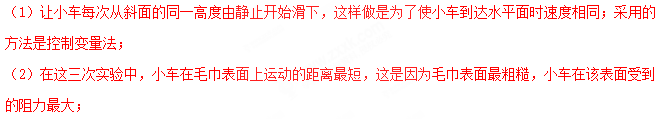 （1）让小车每次从斜面的同一高度由静止开始滑下，这样做是为了使小车到达水平面时速度相同；采用的
方法是控制变量法；
（2）在这三次实验中，小车在毛巾表面上运动的距离最短，这是因为毛巾表面最粗糙，小车在该表面受到
的阻力最大；